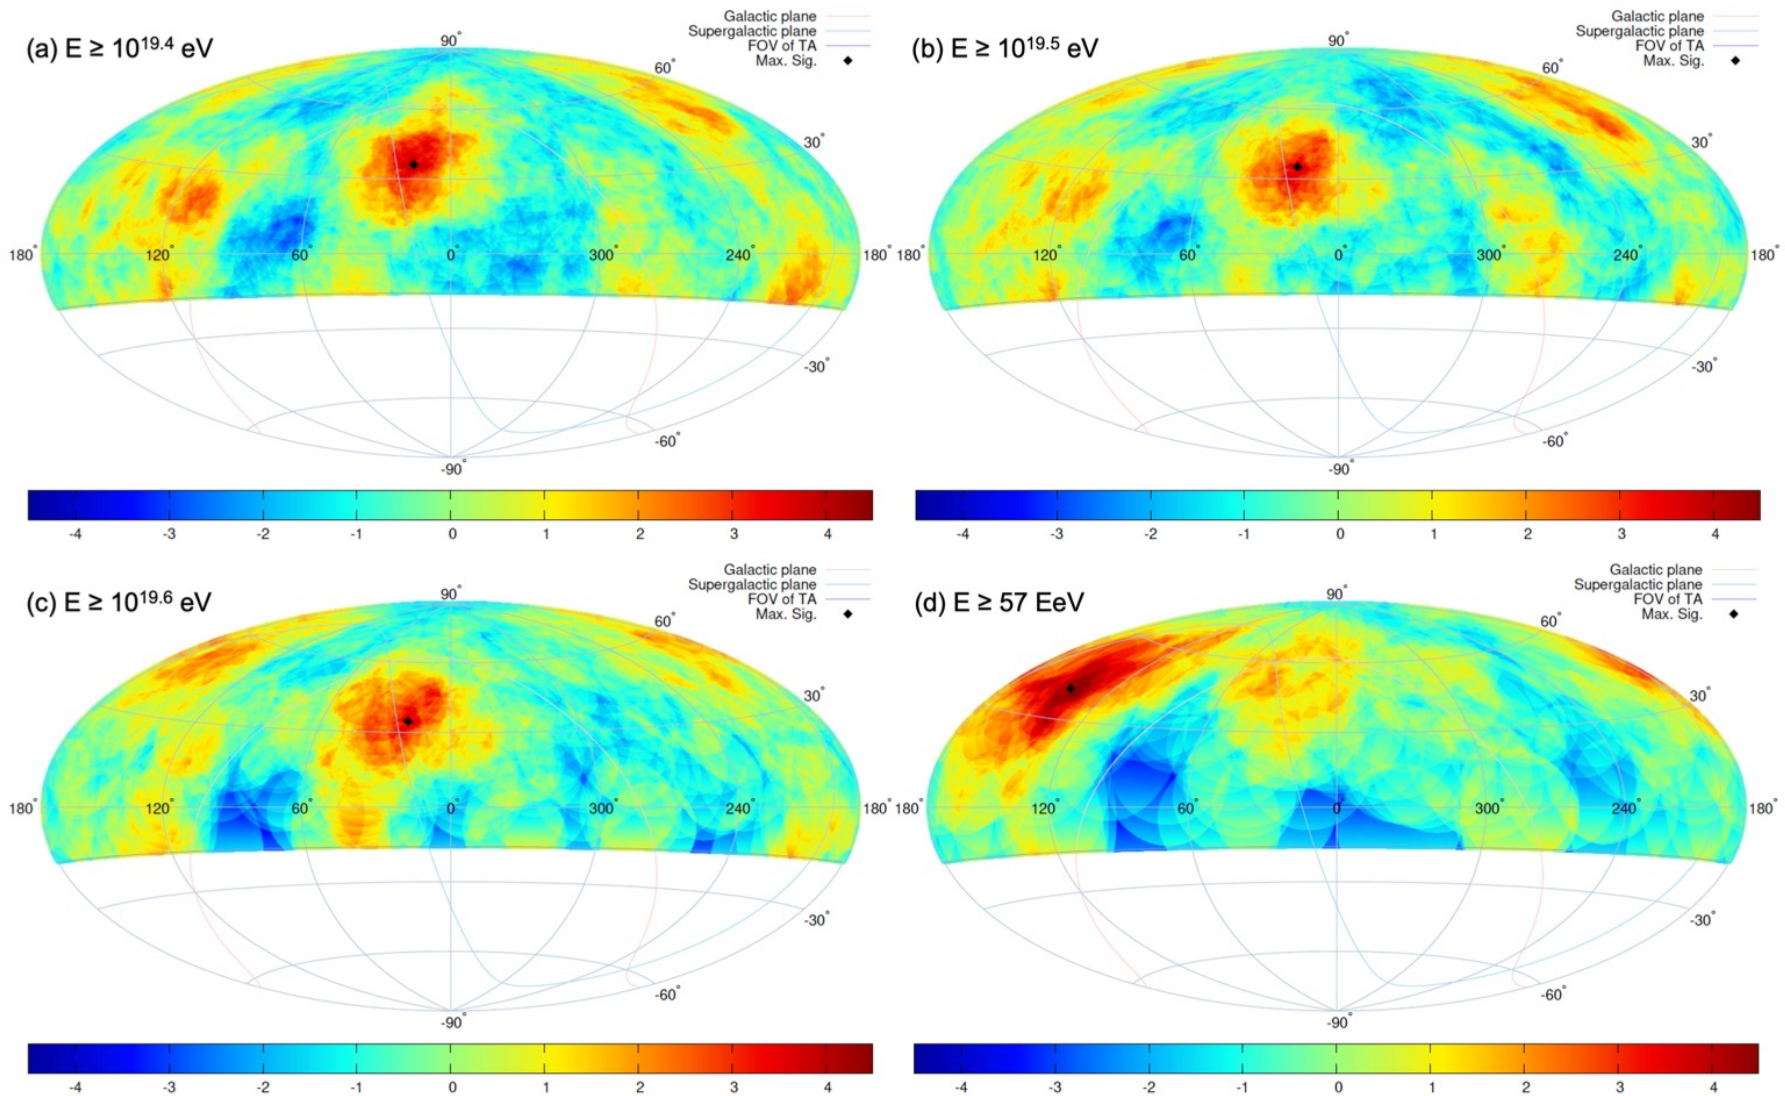 (a) E ≥ 10^19.4 eV
Galactic plane
Supergalactic plane
FOV of TA
Max. Sig.
90°
60°
30°
180° 120° 60° 0 300° 240° 180°
-30°
-60°
-90°
-4 -3 -2 -1 0 1 2 3 4
(b) E ≥ 10^19.5 eV
Galactic plane
Supergalactic plane
FOV of TA
Max. Sig.
90°
60°
30°
180° 120° 60° 0 300° 240° 180°
-30°
-60°
-90°
-4 -3 -2 -1 0 1 2 3 4
(c) E ≥ 10^19.6 eV
Galactic plane
Supergalactic plane
FOV of TA
Max. Sig.
90°
60°
30°
180° 120° 60° 0 300° 240° 180°
-30°
-60°
-90°
-4 -3 -2 -1 0 1 2 3 4
(d) E ≥ 57 EeV
Galactic plane
Supergalactic plane
FOV of TA
Max. Sig.
90°
60°
30°
180° 120° 60° 0° 300° 240° 180°
-30°
-60°
-90°
-4 -3 -2 -1 0 1 2 3 4